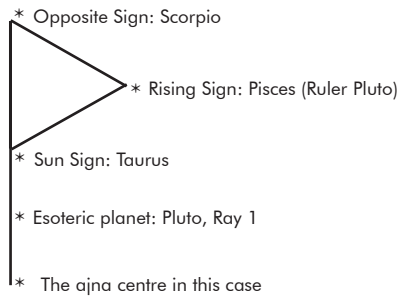 * Opposite Sign: Scorpio
* Rising Sign: Pisces (Ruler Pluto)
* Sun Sign: Taurus
* Esoteric planet: Pluto, Ray 1
* The ajna centre in this case